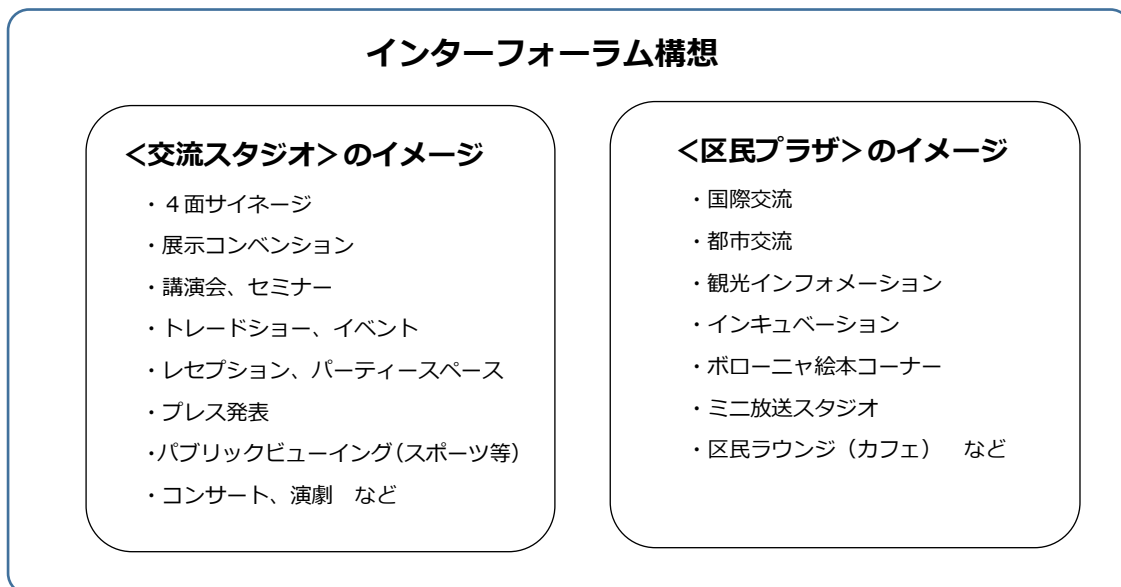 インターフォーラム構想
＜交流スタジオ＞のイメージ
・４面サイネージ
・展示コンベンション
・講演会、セミナー
・トレードショー、イベント
・レセプション、パーティースペース
・プレス発表
・パブリックビューイング（スポーツ等）
・コンサート、演劇　など
＜区民プラザ＞のイメージ
・国際交流
・都市交流
・観光インフォメーション
・インキュベーション
・ボローニャ絵本コーナー
・ミニ放送スタジオ
・区民ラウンジ（カフェ）　など